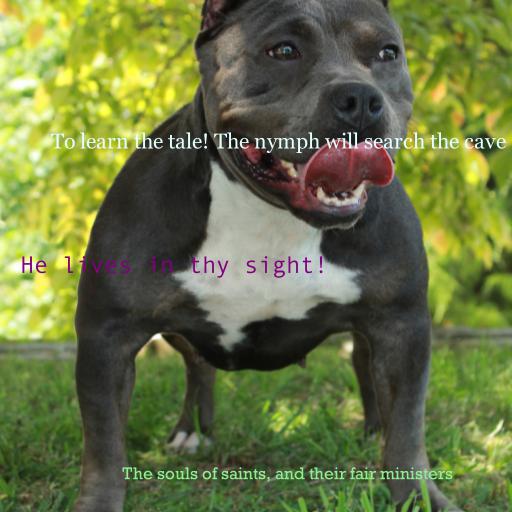 To learn the tale! The nymph will search the cave
He lives in thy sight!
The souls of saints, and their fair ministers